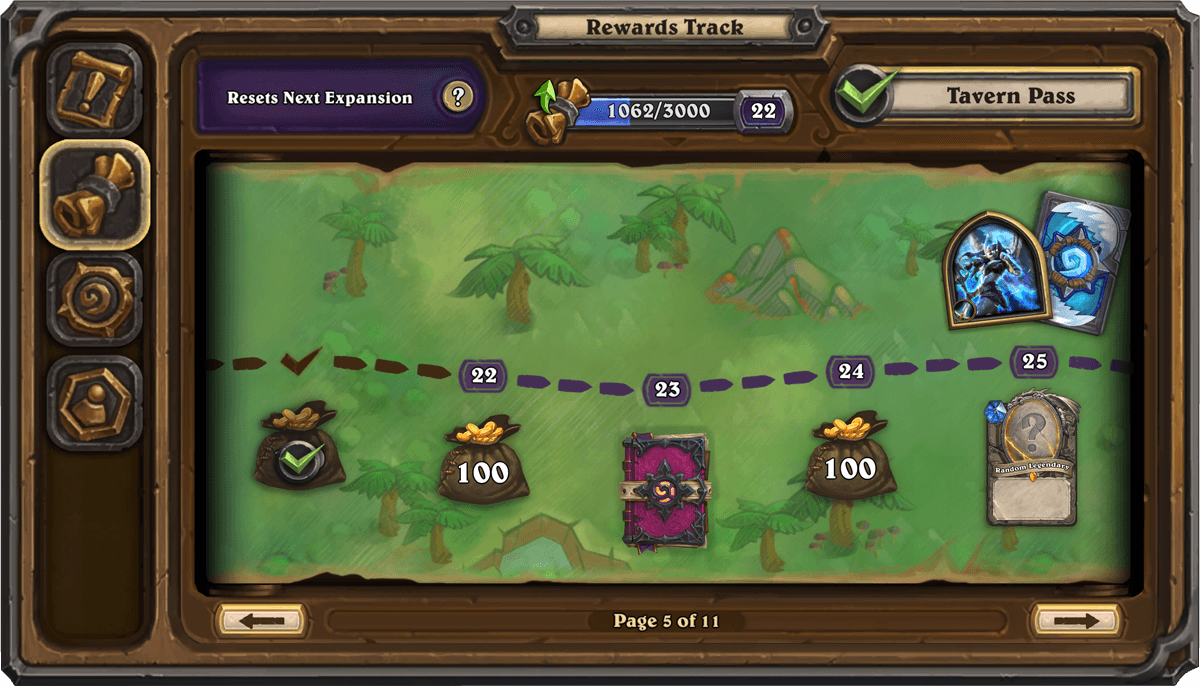 Rewards Track
Resets Next Expansion
?
1062/3000
22
Tavern Pass
22
23
24
25
100
100
?
Random Legendary
Page 5 of 11